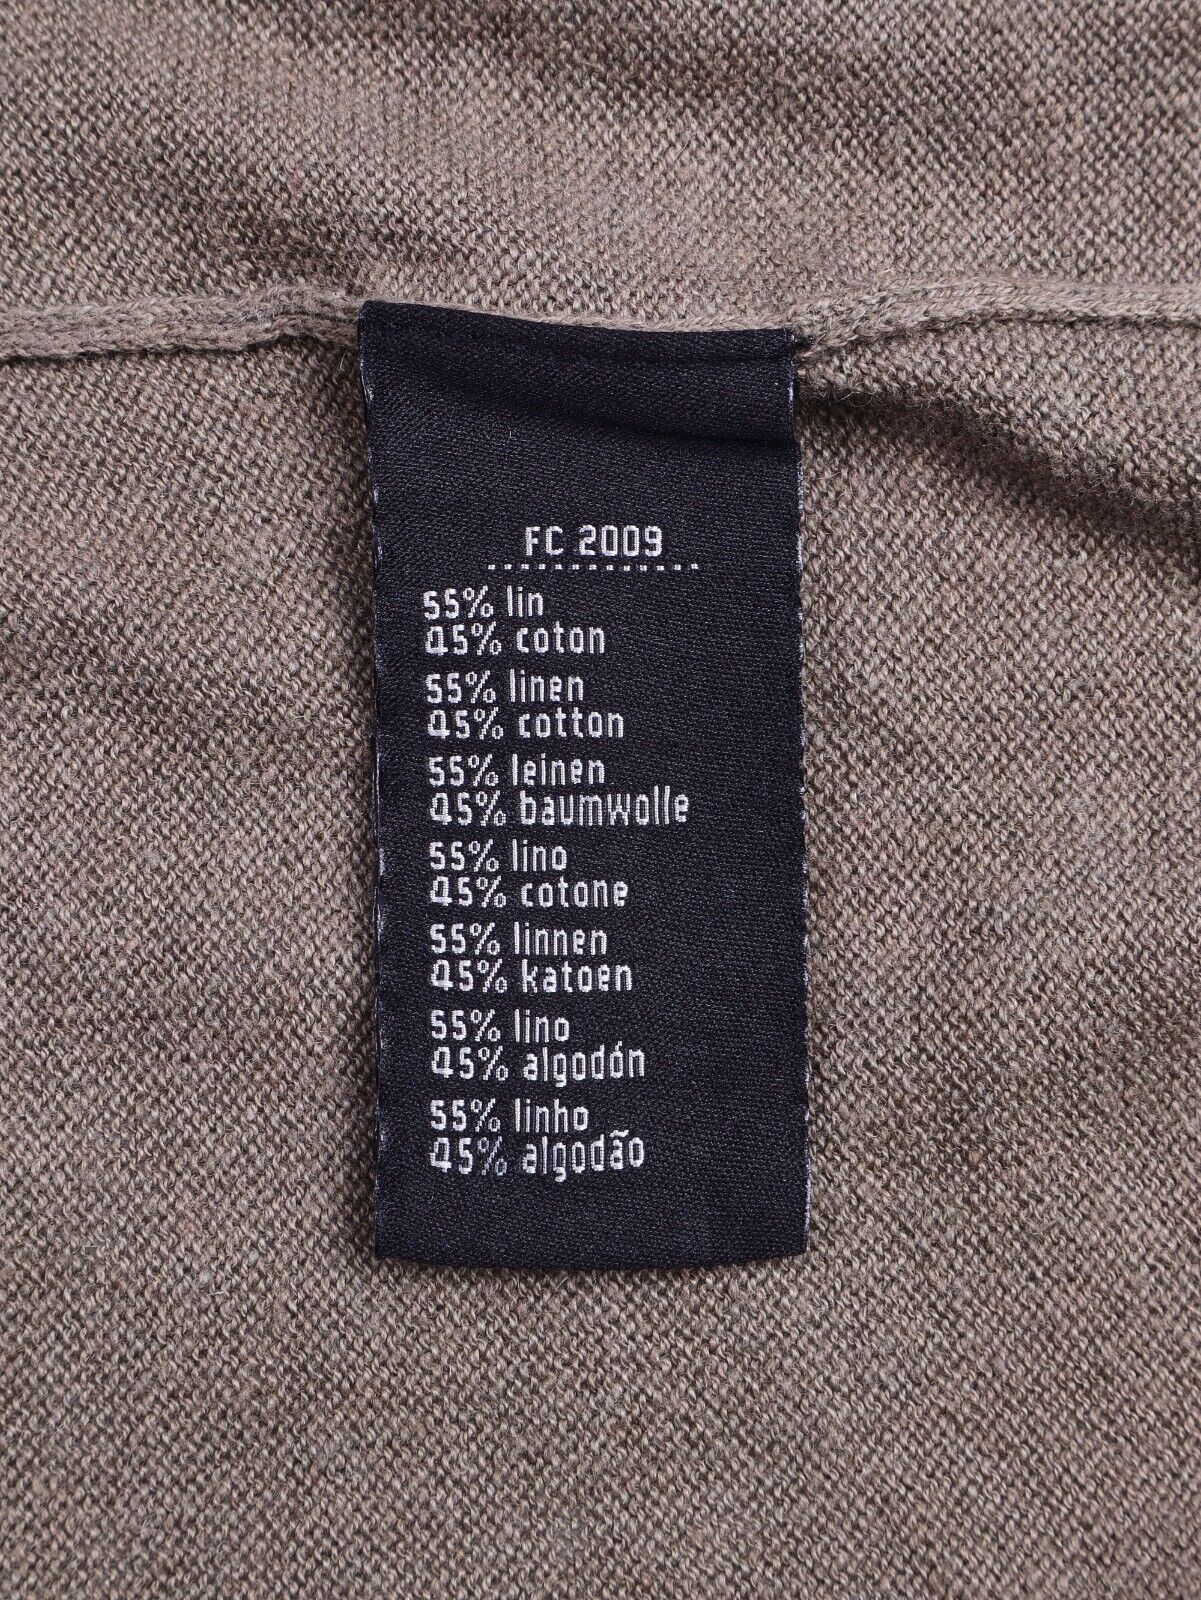 FC 2009
55% lin
45% coton
55% linen
45% cotton
55% leinen
45% baumwolle
55% lino
45% cotone
55% linnen
45% katoen
55% lino
45% algodón
55% linho
45% algodão